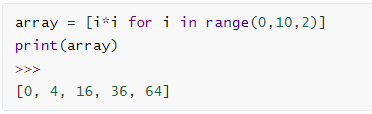 array = [i*i for i in range(0,10,2)]
print(array)
>>>
[0, 4, 16, 36, 64]